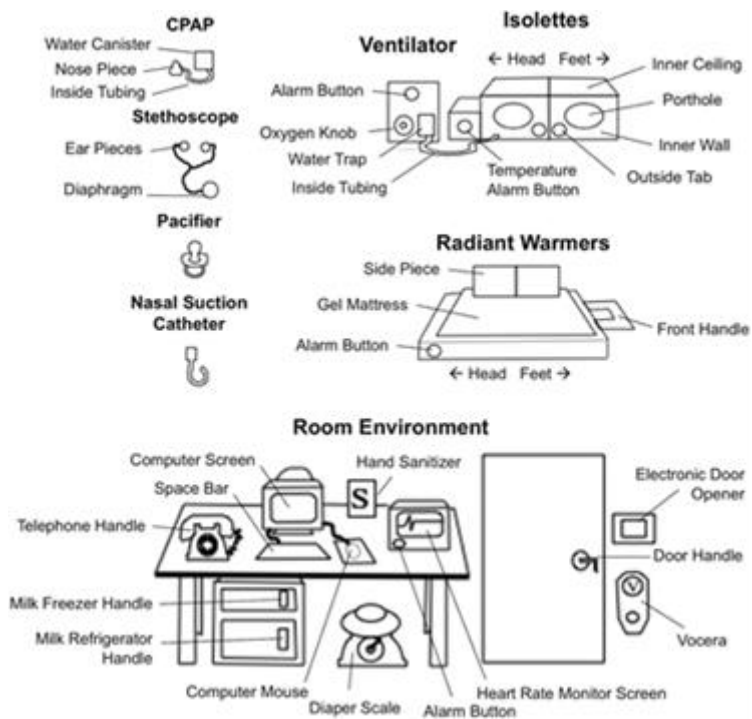 CPAP
Water Canister
Nose Piece
Inside Tubing
Stethoscope
Ear Pieces
Diaphragm
Pacifier
Nasal Suction
Catheter
Isolettes
Ventilator
← Head Feet →
Inner Ceiling
Alarm Button
Porthole
Oxygen Knob
Inner Wall
Water Trap
Temperature
Alarm Button
Outside Tab
Inside Tubing
Radiant Warmers
Side Piece
Gel Mattress
Front Handle
Alarm Button
← Head Feet →
Room Environment
Computer Screen
Hand Sanitizer
Space Bar
S
Electronic Door
Opener
Telephone Handle
Door Handle
V
Milk Freezer Handle
Milk Refrigerator
Handle
Vocera
Computer Mouse
Diaper Scale
Alarm Button
Heart Rate Monitor Screen